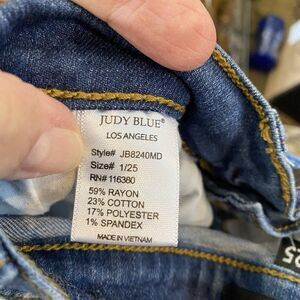 JUDY BLUE®
LOS ANGELES
Style# JB8240MD
Size# 1/25
RN# 116360
59% RAYON
23% COTTON
17% POLYESTER
1% SPANDEX
MADE IN VIETNAM
25